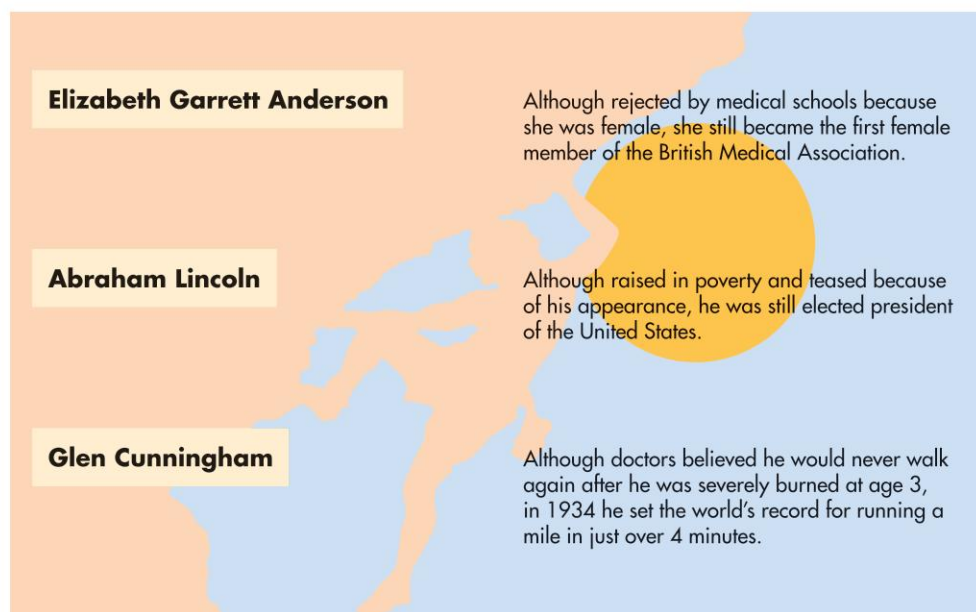 Elizabeth Garrett Anderson
Although rejected by medical schools because
she was female, she still became the first female
member of the British Medical Association.
Abraham Lincoln
Although raised in poverty and teased because
of his appearance, he was still elected president
of the United States.
Glen Cunningham
Although doctors believed he would never walk
again after he was severely burned at age 3,
in 1934 he set the world's record for running a
mile in just over 4 minutes.